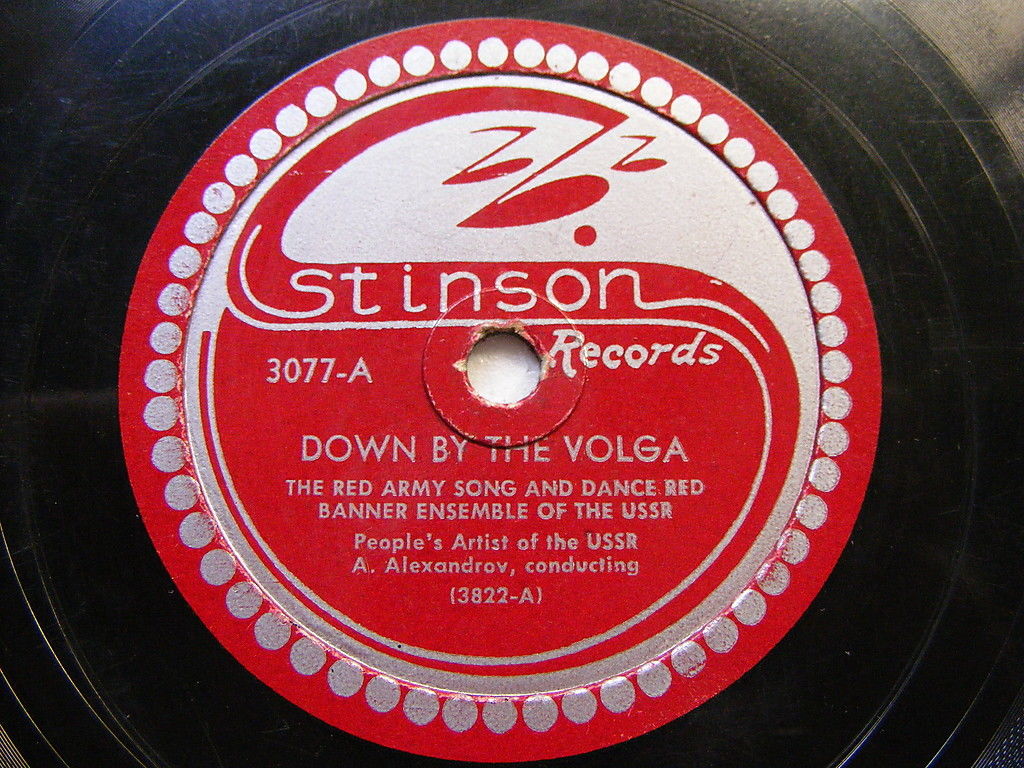 stinson
Records
3077-A
DOWN BY THE VOLGA
THE RED ARMY SONG AND DANCE RED
BANNER ENSEMBLE OF THE USSR
People's Artist of the USSR
A. Alexandrov, conducting
(3822-A)